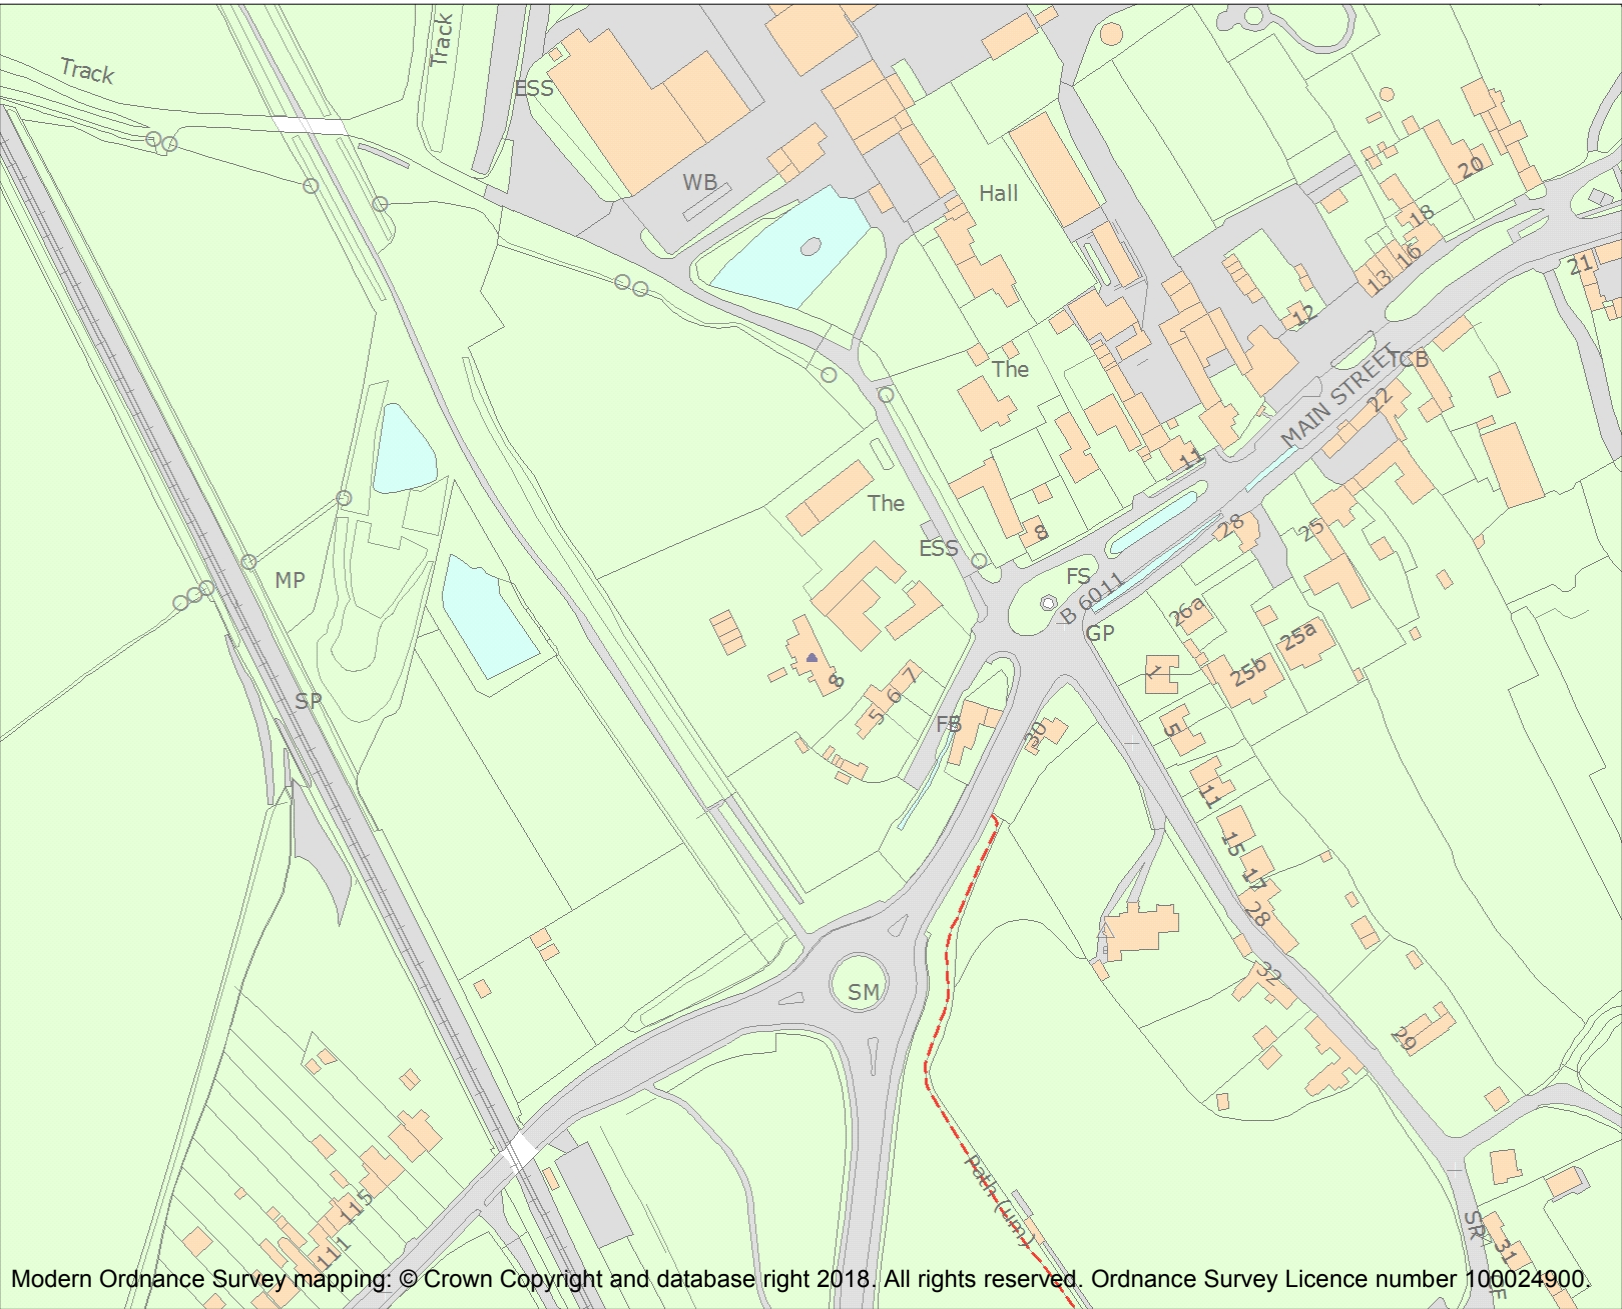 Track
Track
ESS
WB
Hall
20
18
16
13
21
12
The
TCB
MAIN STREET
22
11
The
8
ESS
28
25
FS
B 6011
GP
26a
25a
25b
MP
1
SP
8
7
6
5
FB
30
5
11
15
17
28
32
SM
29
Path (um)
115
111
SR
31
Modern Ordnance Survey mapping: © Crown Copyright and database right 2018. All rights reserved. Ordnance Survey Licence number 100024900.